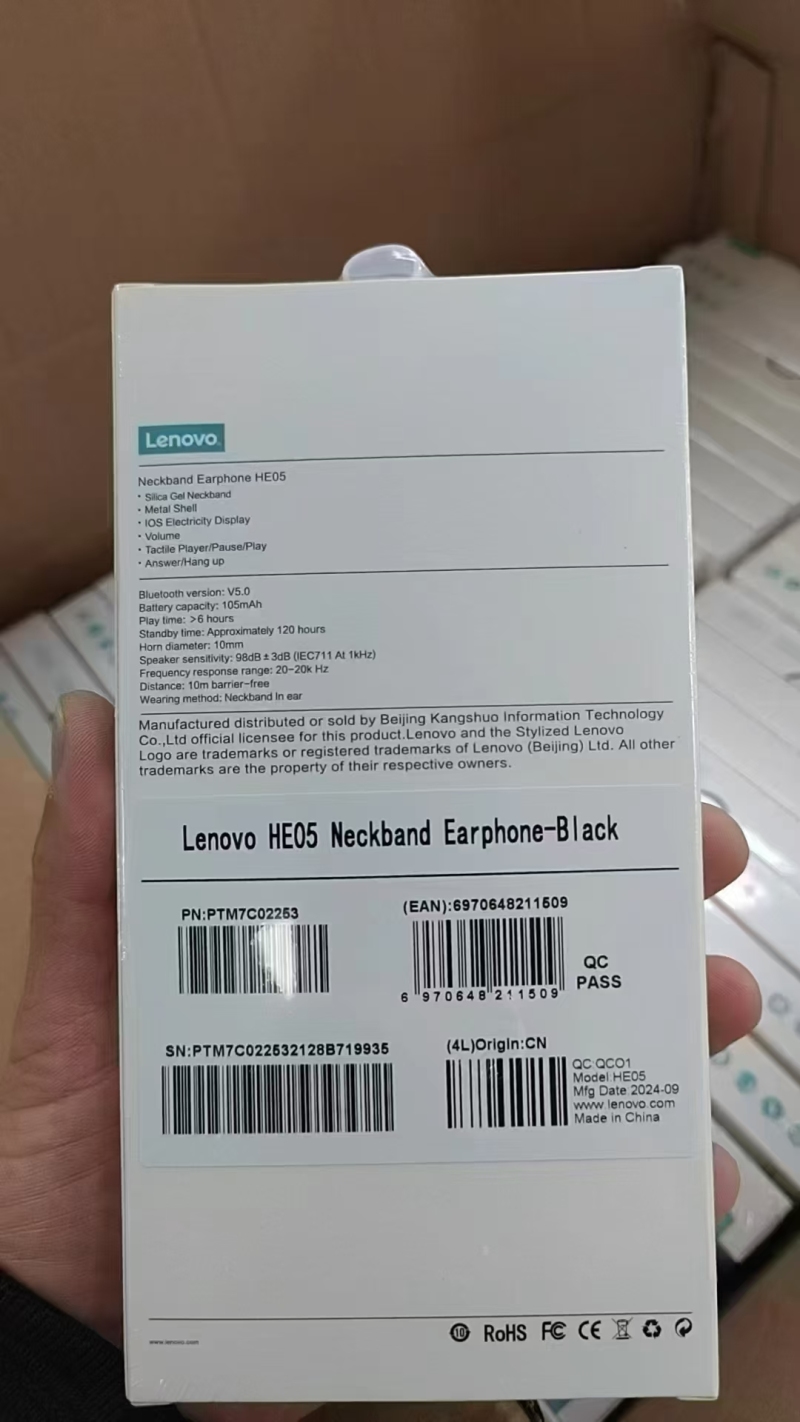 Lenovo
Neckband Earphone HE05
• Silica Gel Neckband
• Metal Shell
• IOS Electricity Display
• Volume
• Tactile Player/Pause/Play
• Answer/Hang up
Bluetooth version: V5.0
Battery capacity: 105mAh
Play time: >6 hours
Standby time: Approximately 120 hours
Horn diameter: 10mm
Speaker sensitivity: 98dB±3dB (IEC711 At 1kHz)
Frequency response range: 20-20k Hz
Distance: 10m barrier-free
Wearing method: Neckband In ear
Manufactured distributed or sold by Beijing Kangshuo Information Technology
Co.,Ltd official licensee for this product.Lenovo and the Stylized Lenovo
Logo are trademarks or registered trademarks of Lenovo (Beijing) Ltd. All other
trademarks are the property of their respective owners.
Lenovo HE05 Neckband Earphone-Black
PN:PTM7C02253
(EAN):6970648211509
6 970648 211509
QC
PASS
SN:PTM7C022532128B719935
(4L)Origin:CN
QC:QC01
Model:HE05
Mfg Date 2024-09
www.lenovo.com
Made in China
www.lenovo.com
10 RoHS FC CE